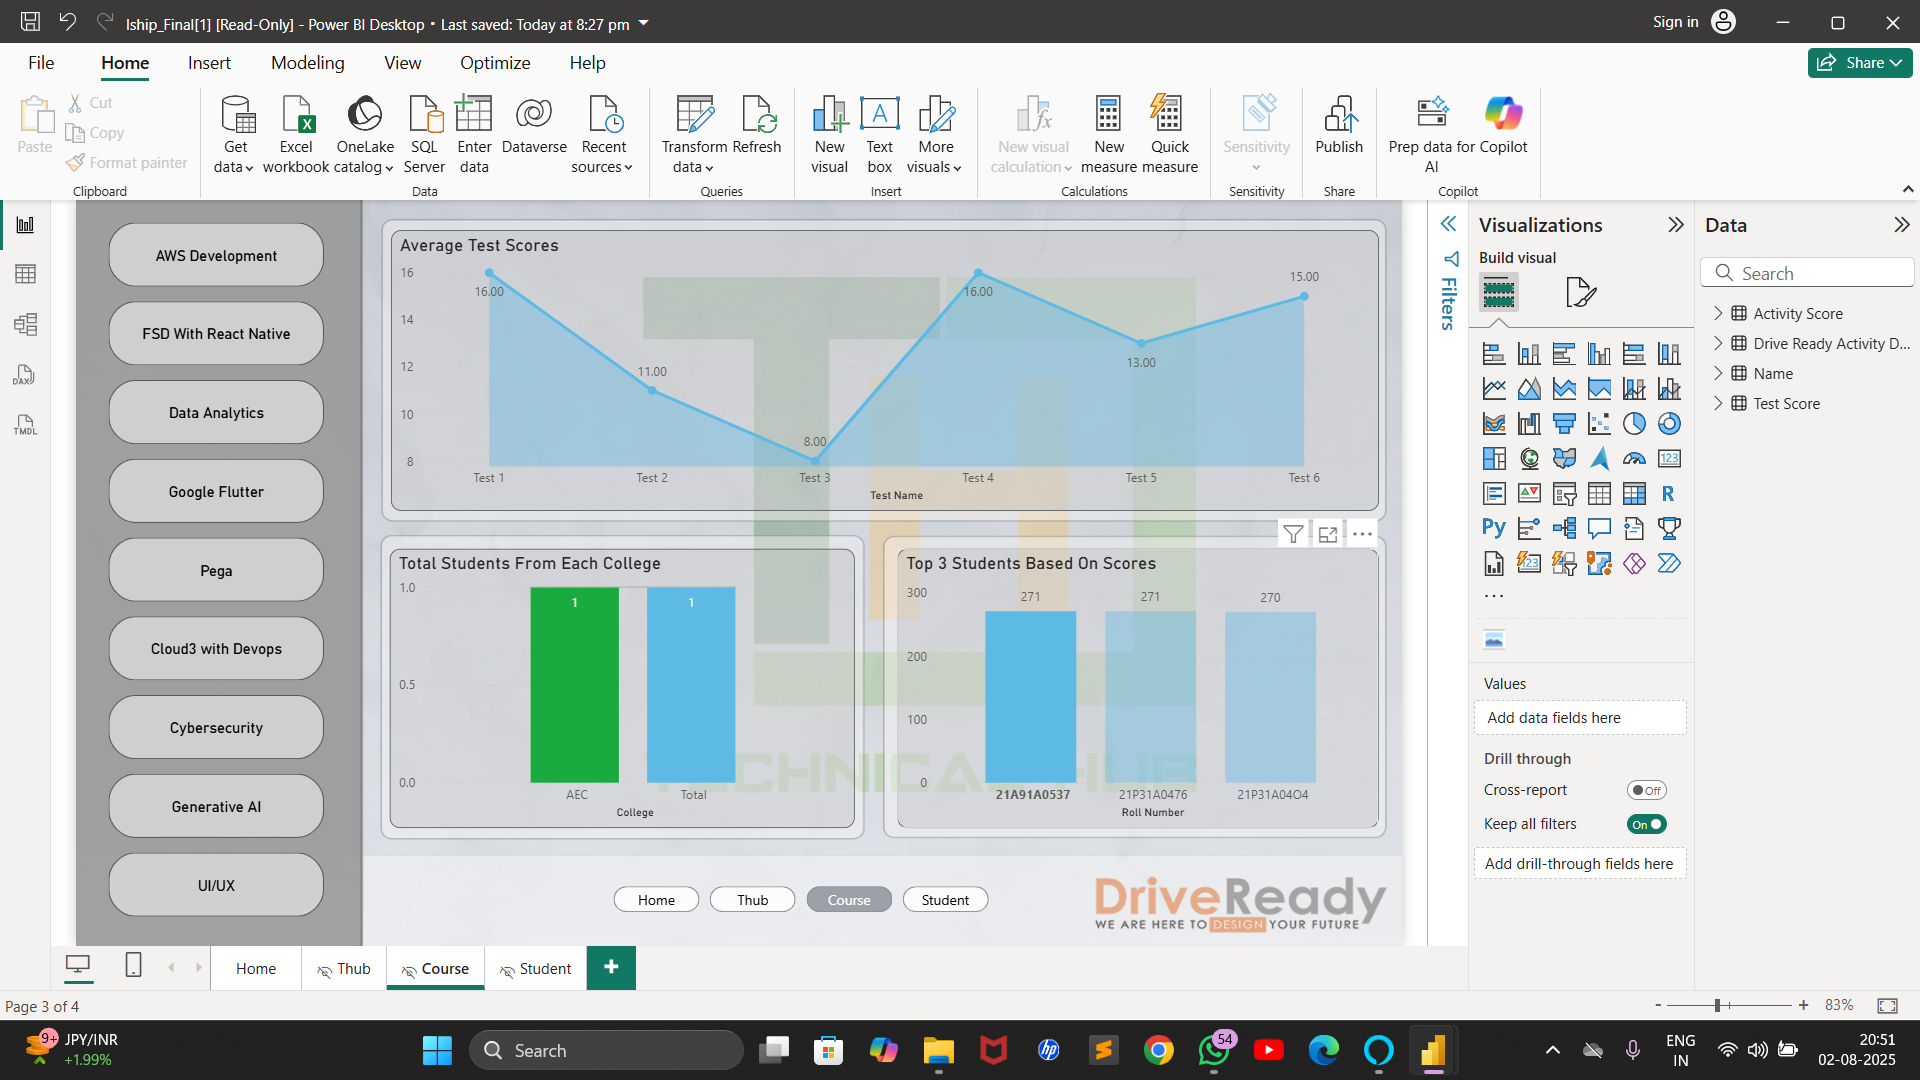 Iship_Final[1] [Read-Only] - Power BI Desktop • Last saved: Today at 8:27 pm
Sign in
File Home Insert Modeling View Optimize Help
Share
Paste
Cut
Copy
Format painter
Clipboard
Get data
Excel workbook
OneLake catalog
SQL Server
Enter data
Dataverse
Recent sources
Data
Transform data
Refresh
Queries
New visual
Text box
More visuals
Insert
New visual calculation
New measure
Quick measure
Calculations
Sensitivity
Sensitivity
Publish
Share
Prep data for AI
Copilot
Copilot
DAX
TMDL
AWS Development
FSD With React Native
Data Analytics
Google Flutter
Pega
Cloud3 with Devops
Cybersecurity
Generative AI
UI/UX
Average Test Scores
16
14
12
10
8
16.00
11.00
8.00
16.00
13.00
15.00
Test 1 Test 2 Test 3 Test 4 Test 5 Test 6
Test Name
Total Students From Each College
1.0
0.5
0.0
1 1
AEC Total
College
Top 3 Students Based On Scores
300
200
100
0
271 271 270
21A91A0537 21P31A0476 21P31A04O4
Roll Number
TECHNICAL HUB
Home Thub Course Student
DriveReady
WE ARE HERE TO DESIGN YOUR FUTURE
Filters
Visualizations
Build visual
123
R
Py
123
Values
Add data fields here
Drill through
Cross-report
Off
Keep all filters
On
Add drill-through fields here
Data
Search
Activity Score
Drive Ready Activity D...
Name
Test Score
Home Thub Course Student
+
Page 3 of 4
- + 83%
9+
JPY/INR
+1.99%
Search
hp
54
ENG
IN
20:51
02-08-2025